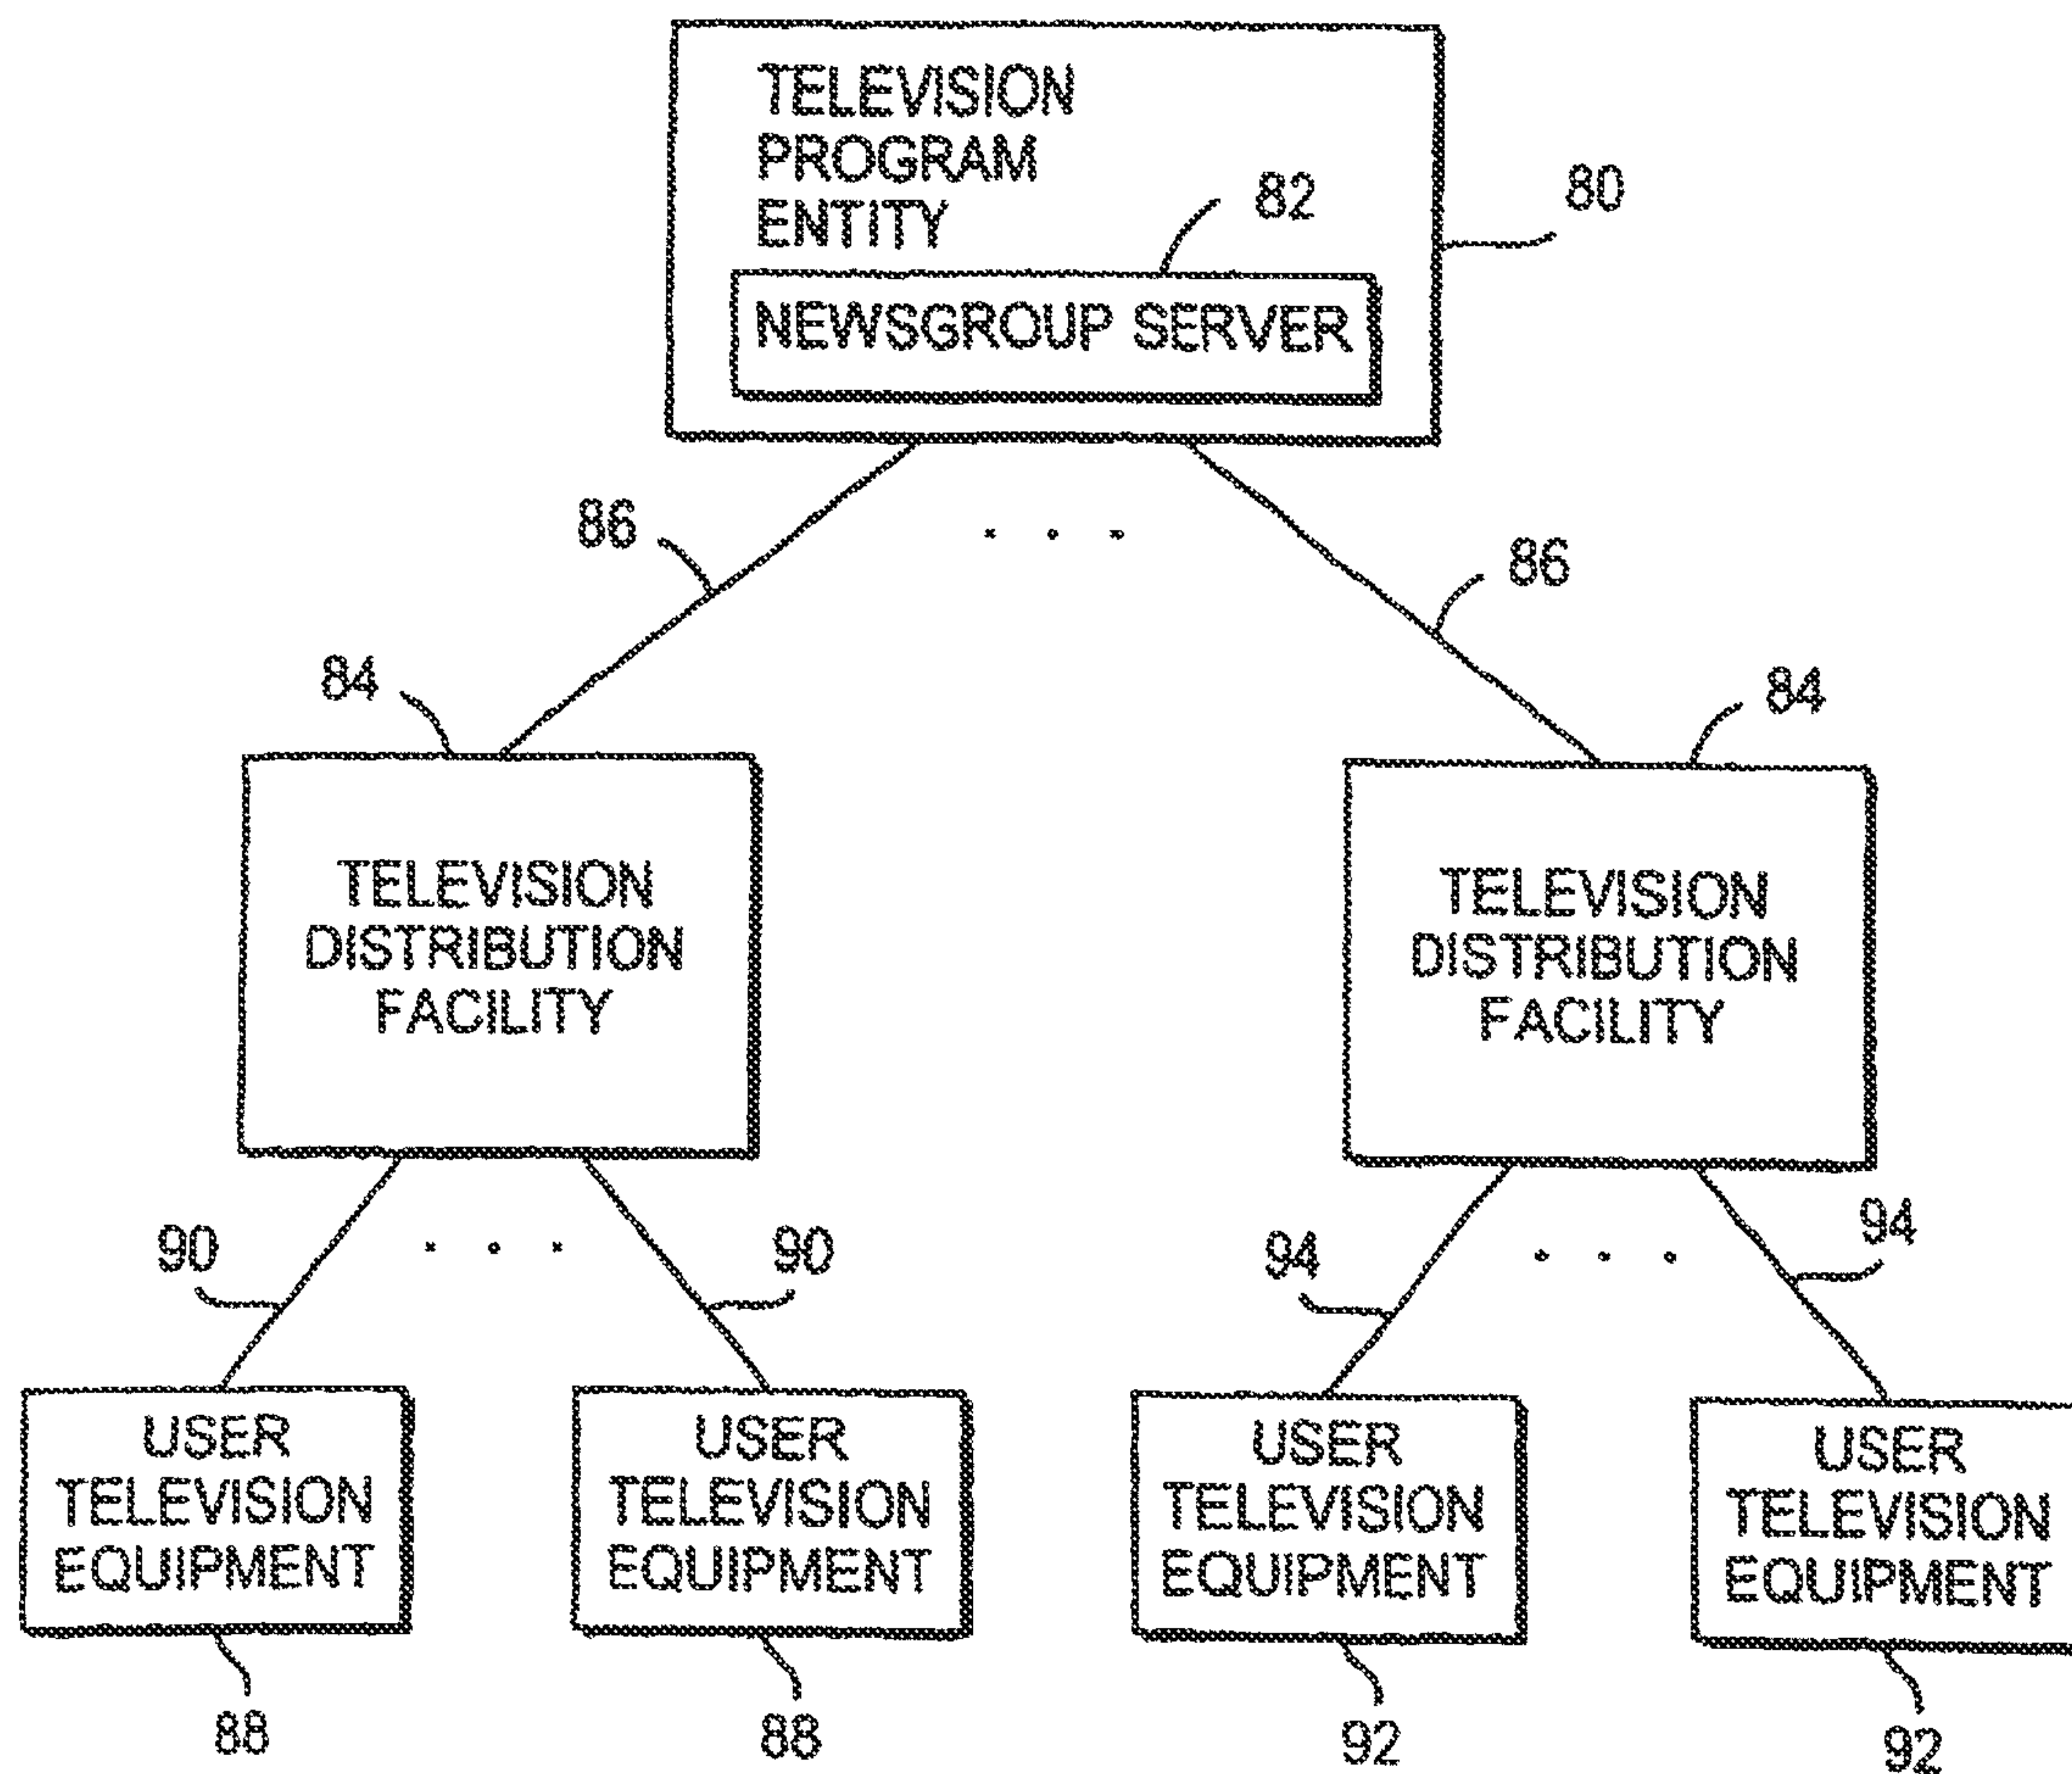 TELEVISION
PROGRAM
ENTITY
82
80
NEWSGROUP SERVER
86
86
84
84
TELEVISION
DISTRIBUTION
FACILITY
TELEVISION
DISTRIBUTION
FACILITY
90
90
94
94
USER
TELEVISION
EQUIPMENT
USER
TELEVISION
EQUIPMENT
USER
TELEVISION
EQUIPMENT
USER
TELEVISION
EQUIPMENT
88
88
92
92